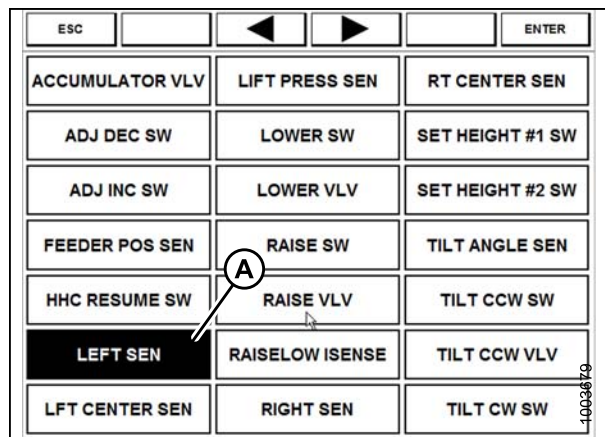 ESC ENTER
ACCUMULATOR VLV LIFT PRESS SEN RT CENTER SEN
ADJ DEC SW LOWER SW SET HEIGHT #1 SW
ADJ INC SW LOWER VLV SET HEIGHT #2 SW
FEEDER POS SEN RAISE SW TILT ANGLE SEN
A
HHC RESUME SW RAISE VLV TILT CCW SW
LEFT SEN RAISELOW ISENSE TILT CCW VLV
LFT CENTER SEN RIGHT SEN TILT CW SW
1003679